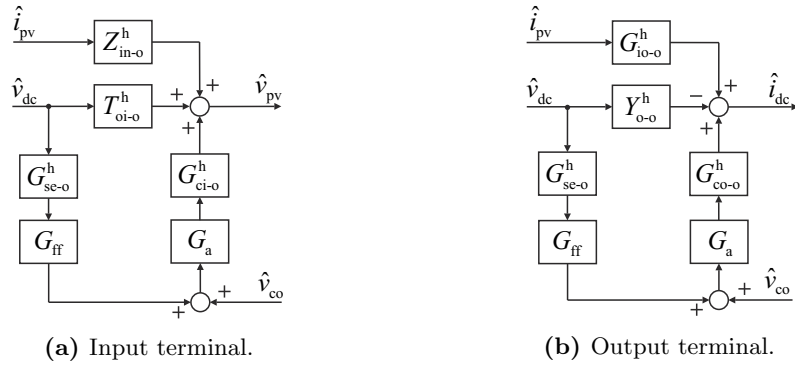 î_pv
Z^h_in-o
+
v̂_dc
T^h_oi-o
+
+
v̂_pv
G^h_se-o
G^h_ci-o
G_ff
G_a
+
+
v̂_co
(a) Input terminal.
î_pv
G^h_io-o
+
v̂_dc
Y^h_o-o
−
+
î_dc
G^h_se-o
G^h_co-o
G_ff
G_a
+
+
v̂_co
(b) Output terminal.